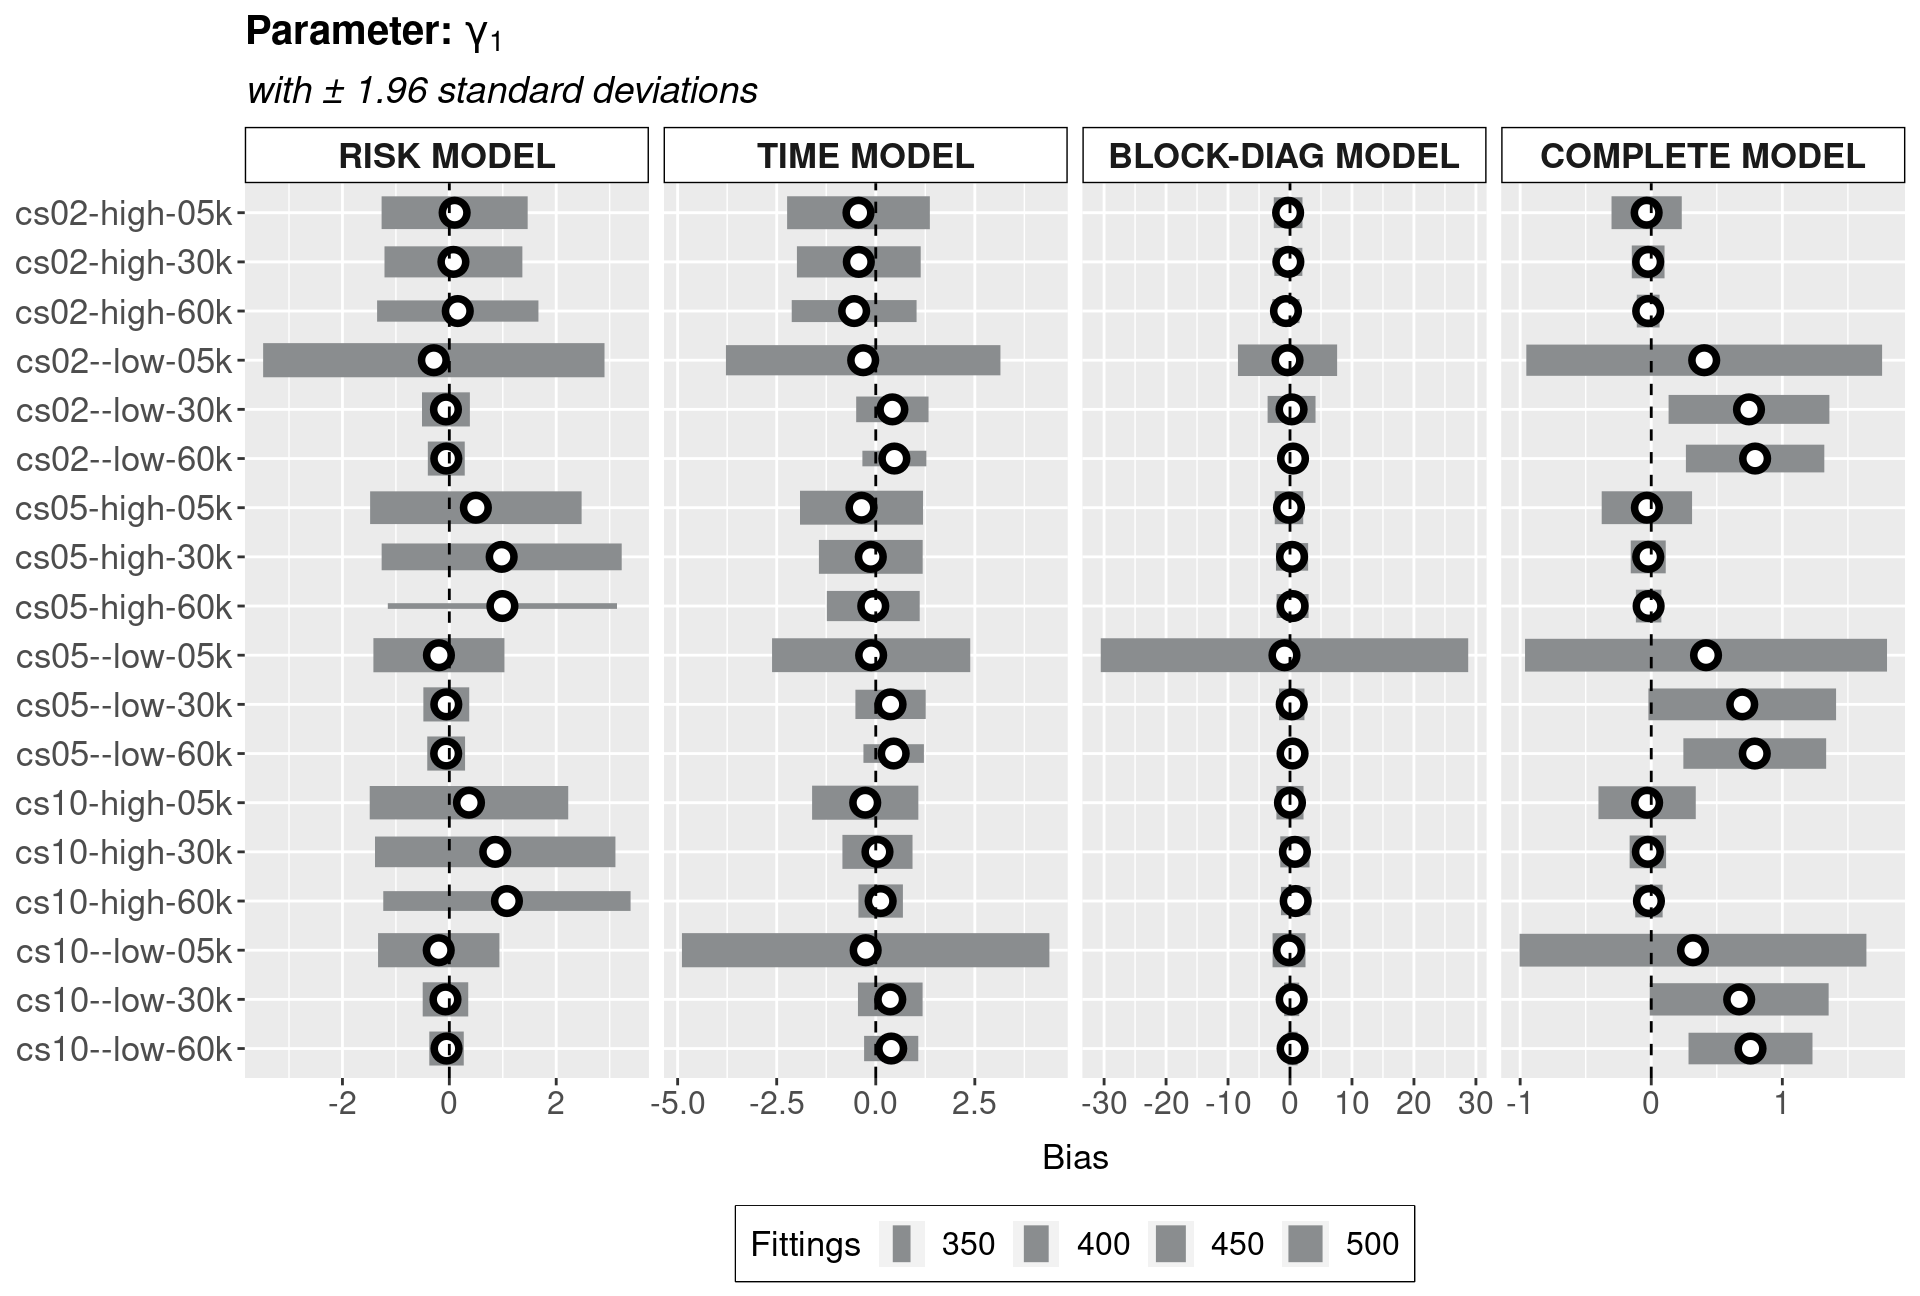 Parameter: γ1
with ± 1.96 standard deviations
RISK MODEL TIME MODEL BLOCK-DIAG MODEL COMPLETE MODEL
cs02-high-05k
cs02-high-30k
cs02-high-60k
cs02--low-05k
cs02--low-30k
cs02--low-60k
cs05-high-05k
cs05-high-30k
cs05-high-60k
cs05--low-05k
cs05--low-30k
cs05--low-60k
cs10-high-05k
cs10-high-30k
cs10-high-60k
cs10--low-05k
cs10--low-30k
cs10--low-60k
-2 0 2 -5.0 -2.5 0.0 2.5 -30 -20 -10 0 10 20 30 -1 0 1
Bias
Fittings 350 400 450 500